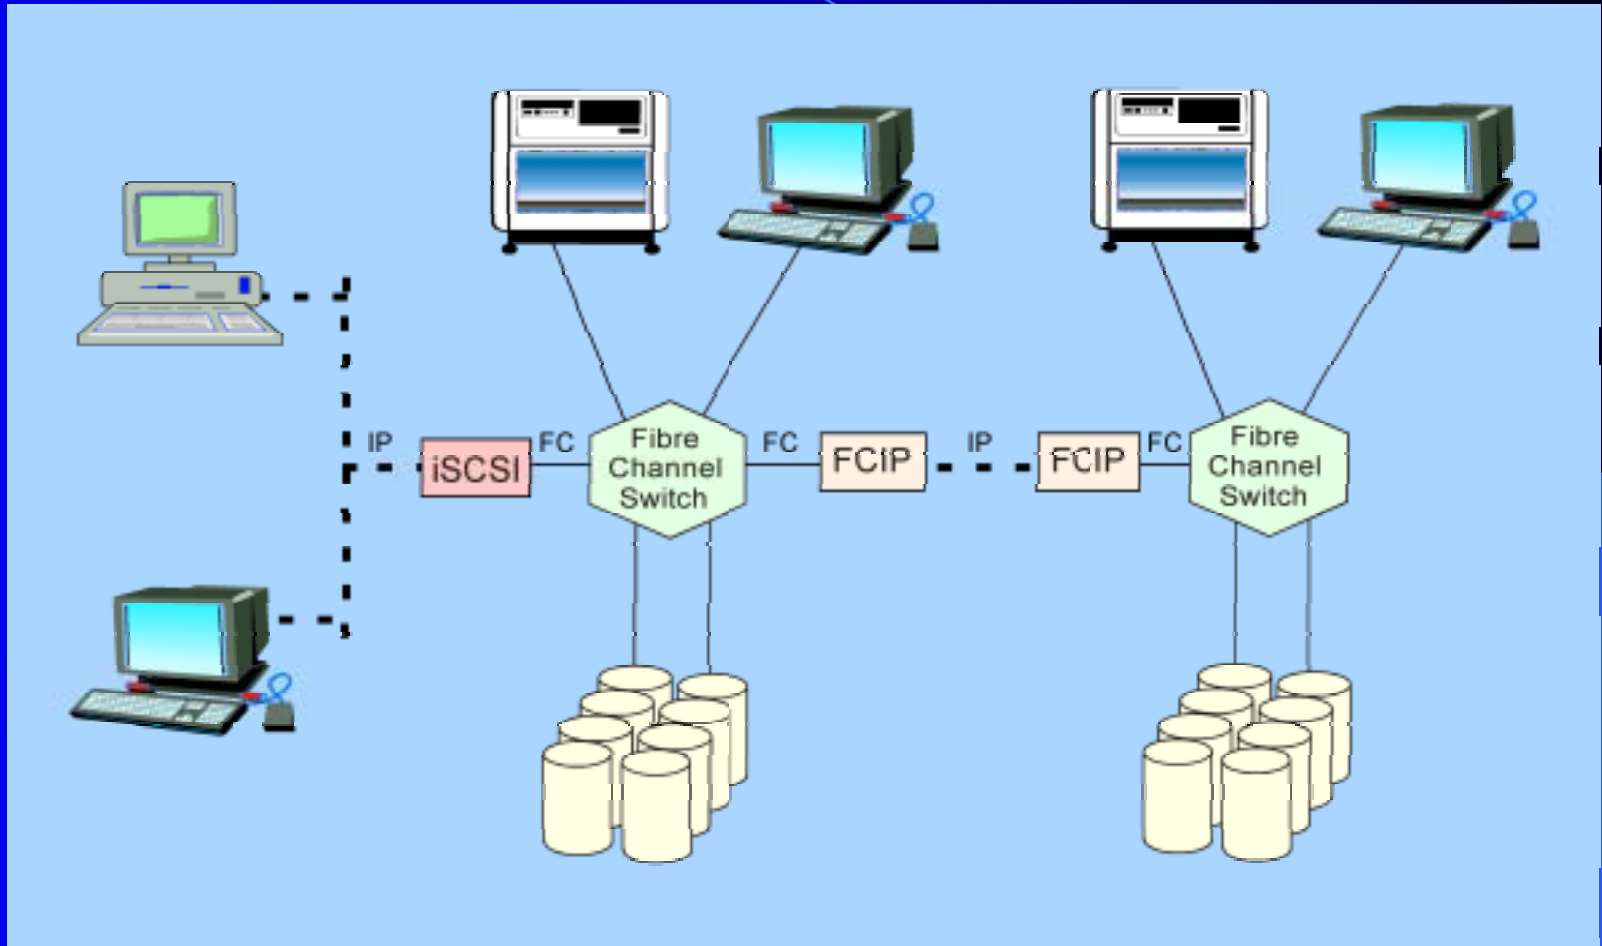 IP
iSCSI
FC
Fibre
Channel
Switch
FC
FCIP
IP
FCIP
FC
Fibre
Channel
Switch